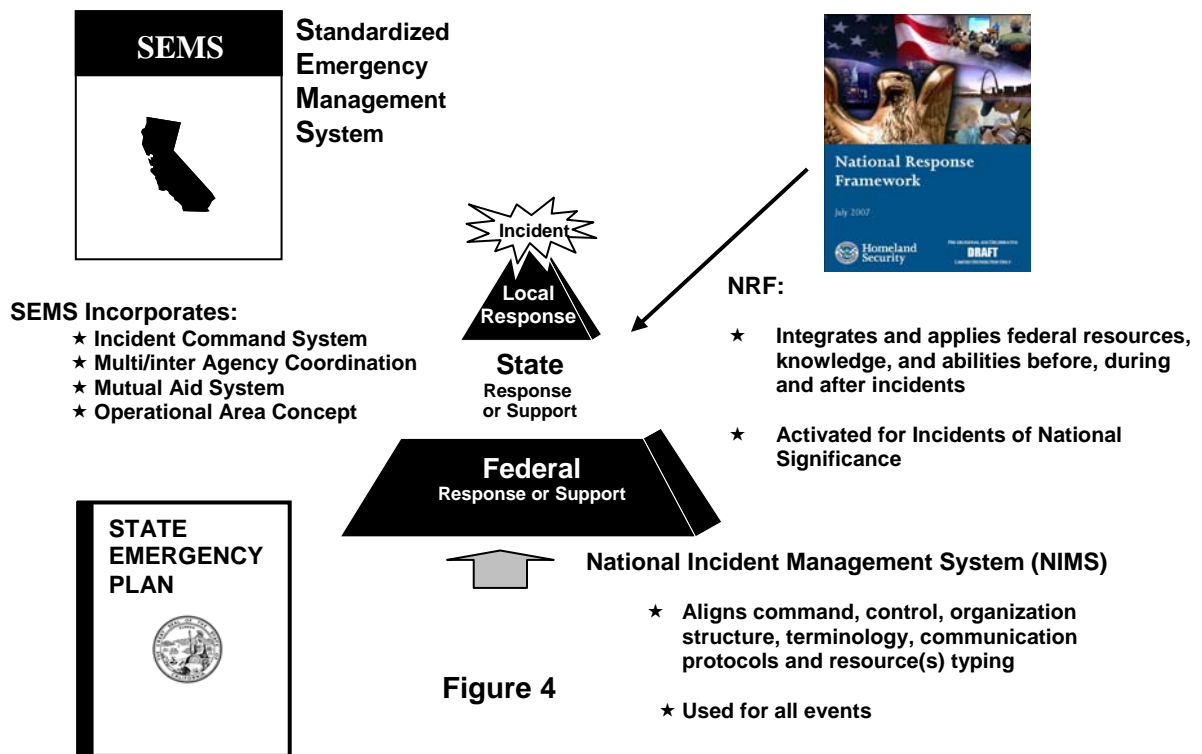 SEMS
Standardized
Emergency
Management
System
National Response
Framework
July 2007
Homeland
Security
DRAFT
Incident
Local
Response
State
Response
or Support
Federal
Response or Support
SEMS Incorporates:
★ Incident Command System
★ Multi/inter Agency Coordination
★ Mutual Aid System
★ Operational Area Concept
NRF:
★ Integrates and applies federal resources,
knowledge, and abilities before, during
and after incidents
★ Activated for Incidents of National
Significance
STATE
EMERGENCY
PLAN
National Incident Management System (NIMS)
★ Aligns command, control, organization
structure, terminology, communication
protocols and resource(s) typing
★ Used for all events
Figure 4